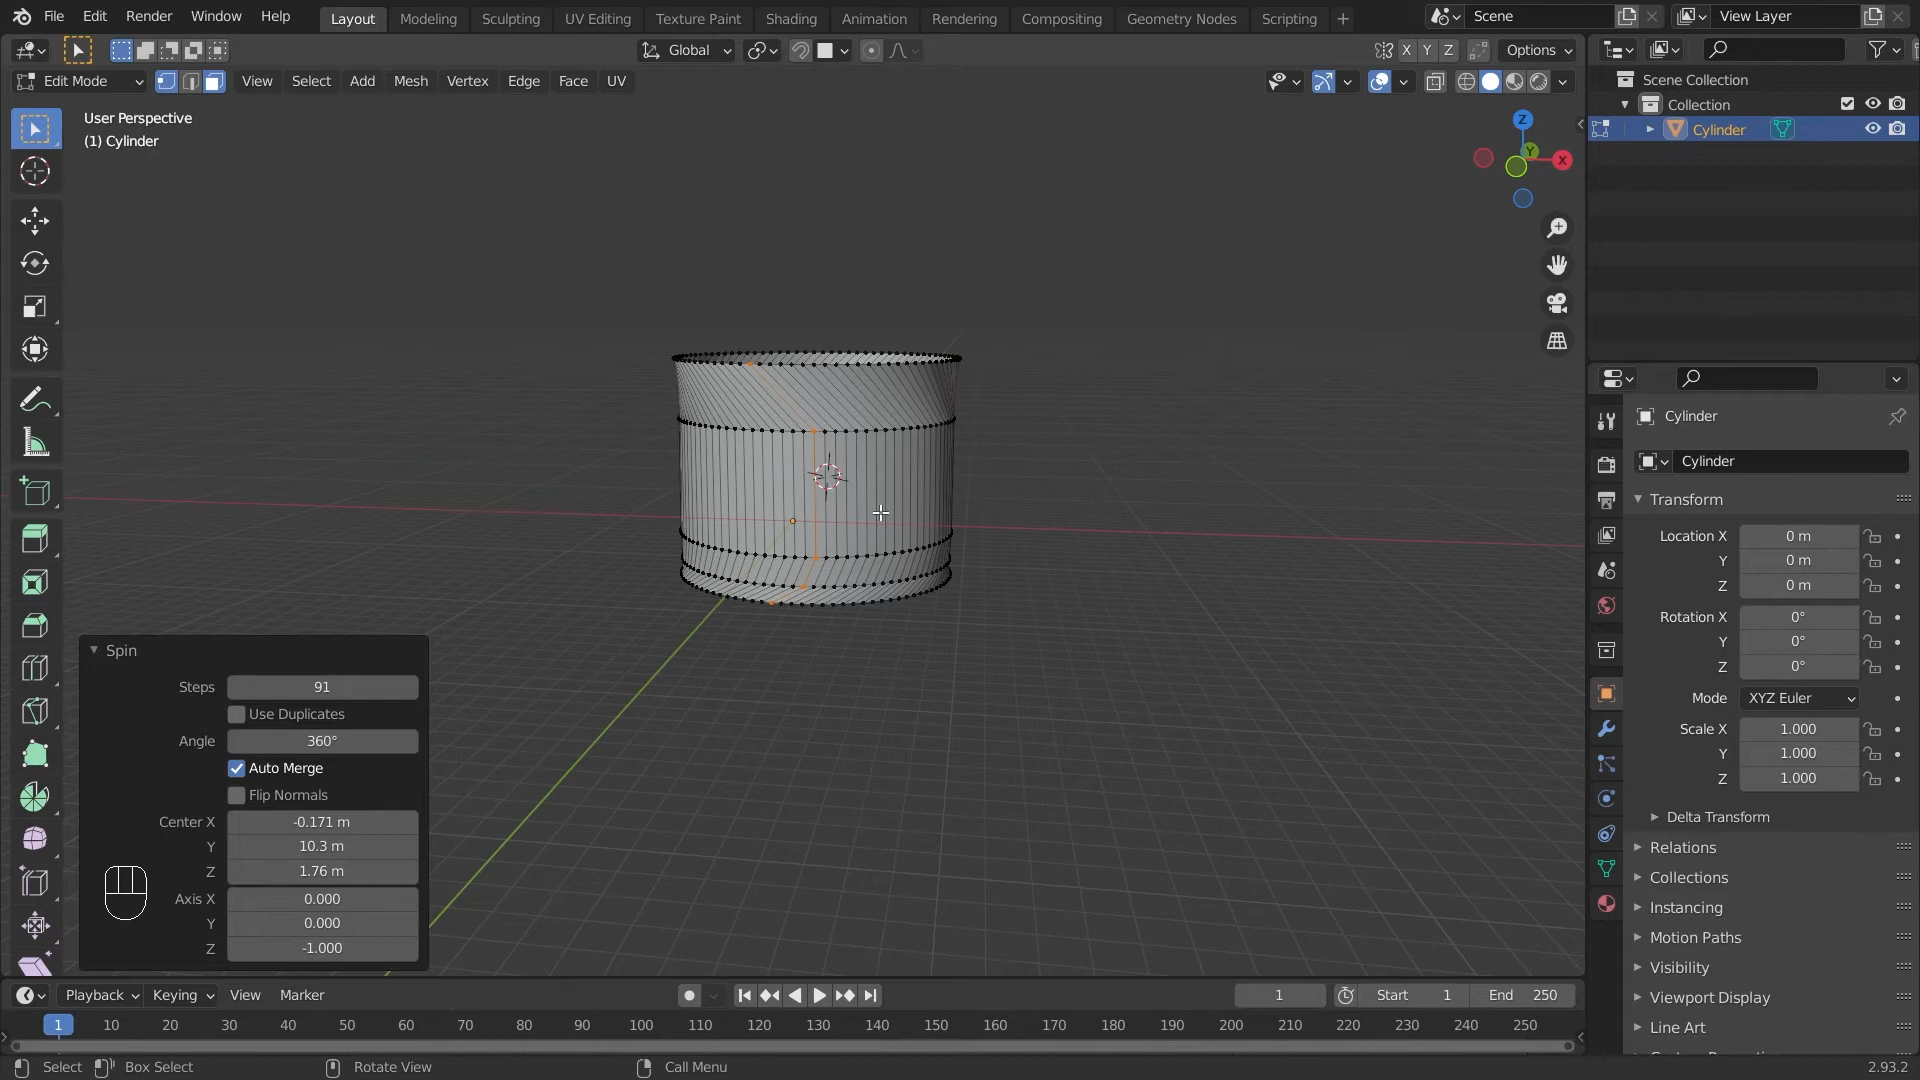 File Edit Render Window Help Layout Modeling Sculpting UV Editing Texture Paint Shading Animation Rendering Compositing Geometry Nodes Scripting + Scene View Layer
Global X Y Z Options
Edit Mode View Select Add Mesh Vertex Edge Face UV
User Perspective
(1) Cylinder
Z
Y
X
Scene Collection
Collection
Cylinder
Cylinder
Cylinder
Transform
Location X 0 m
Y 0 m
Z 0 m
Rotation X 0°
Y 0°
Z 0°
Mode XYZ Euler
Scale X 1.000
Y 1.000
Z 1.000
Delta Transform
Relations
Collections
Instancing
Motion Paths
Visibility
Viewport Display
Line Art
Spin
Steps 91
Use Duplicates
Angle 360°
Auto Merge
Flip Normals
Center X -0.171 m
Y 10.3 m
Z 1.76 m
Axis X 0.000
Y 0.000
Z -1.000
Playback Keying View Marker 1 Start 1 End 250
1 10 20 30 40 50 60 70 80 90 100 110 120 130 140 150 160 170 180 190 200 210 220 230 240 250
Select Box Select Rotate View Call Menu 2.93.2